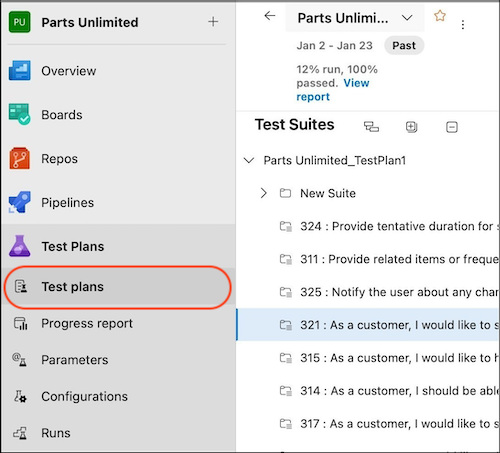 PU Parts Unlimited
Overview
Boards
Repos
Pipelines
Test Plans
Test plans
Progress report
Parameters
Configurations
Runs
Parts Unlimi...
Jan 2 - Jan 23 Past
12% run, 100%
passed. View
report
Test Suites
Parts Unlimited_TestPlan1
New Suite
324 : Provide tentative duration for s
311 : Provide related items or freque
325 : Notify the user about any chan
321 : As a customer, I would like to s
315 : As a customer, I would like to h
314 : As a customer, I should be able
317 : As a customer, I would like to s